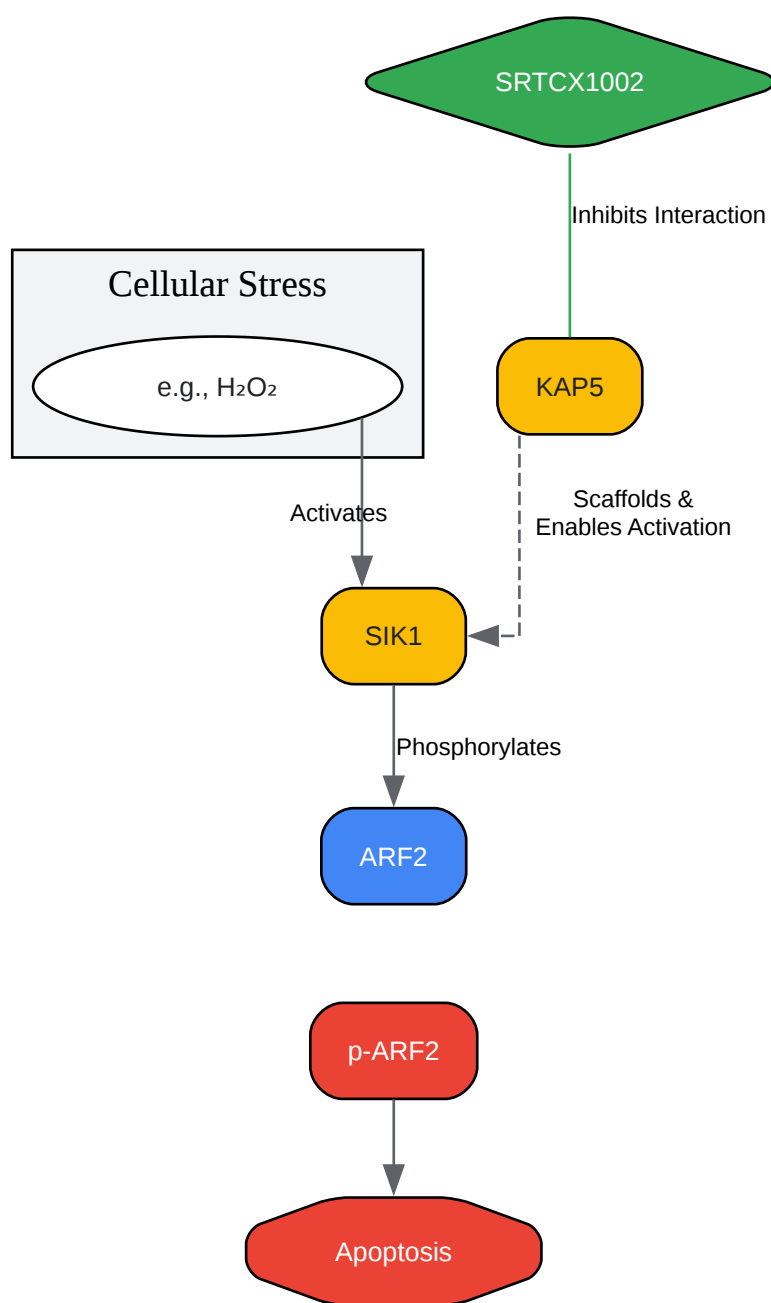 SRTCX1002
Inhibits Interaction
Cellular Stress
e.g., H₂O₂
KAP5
Activates
Scaffolds &
Enables Activation
SIK1
Phosphorylates
ARF2
p-ARF2
Apoptosis